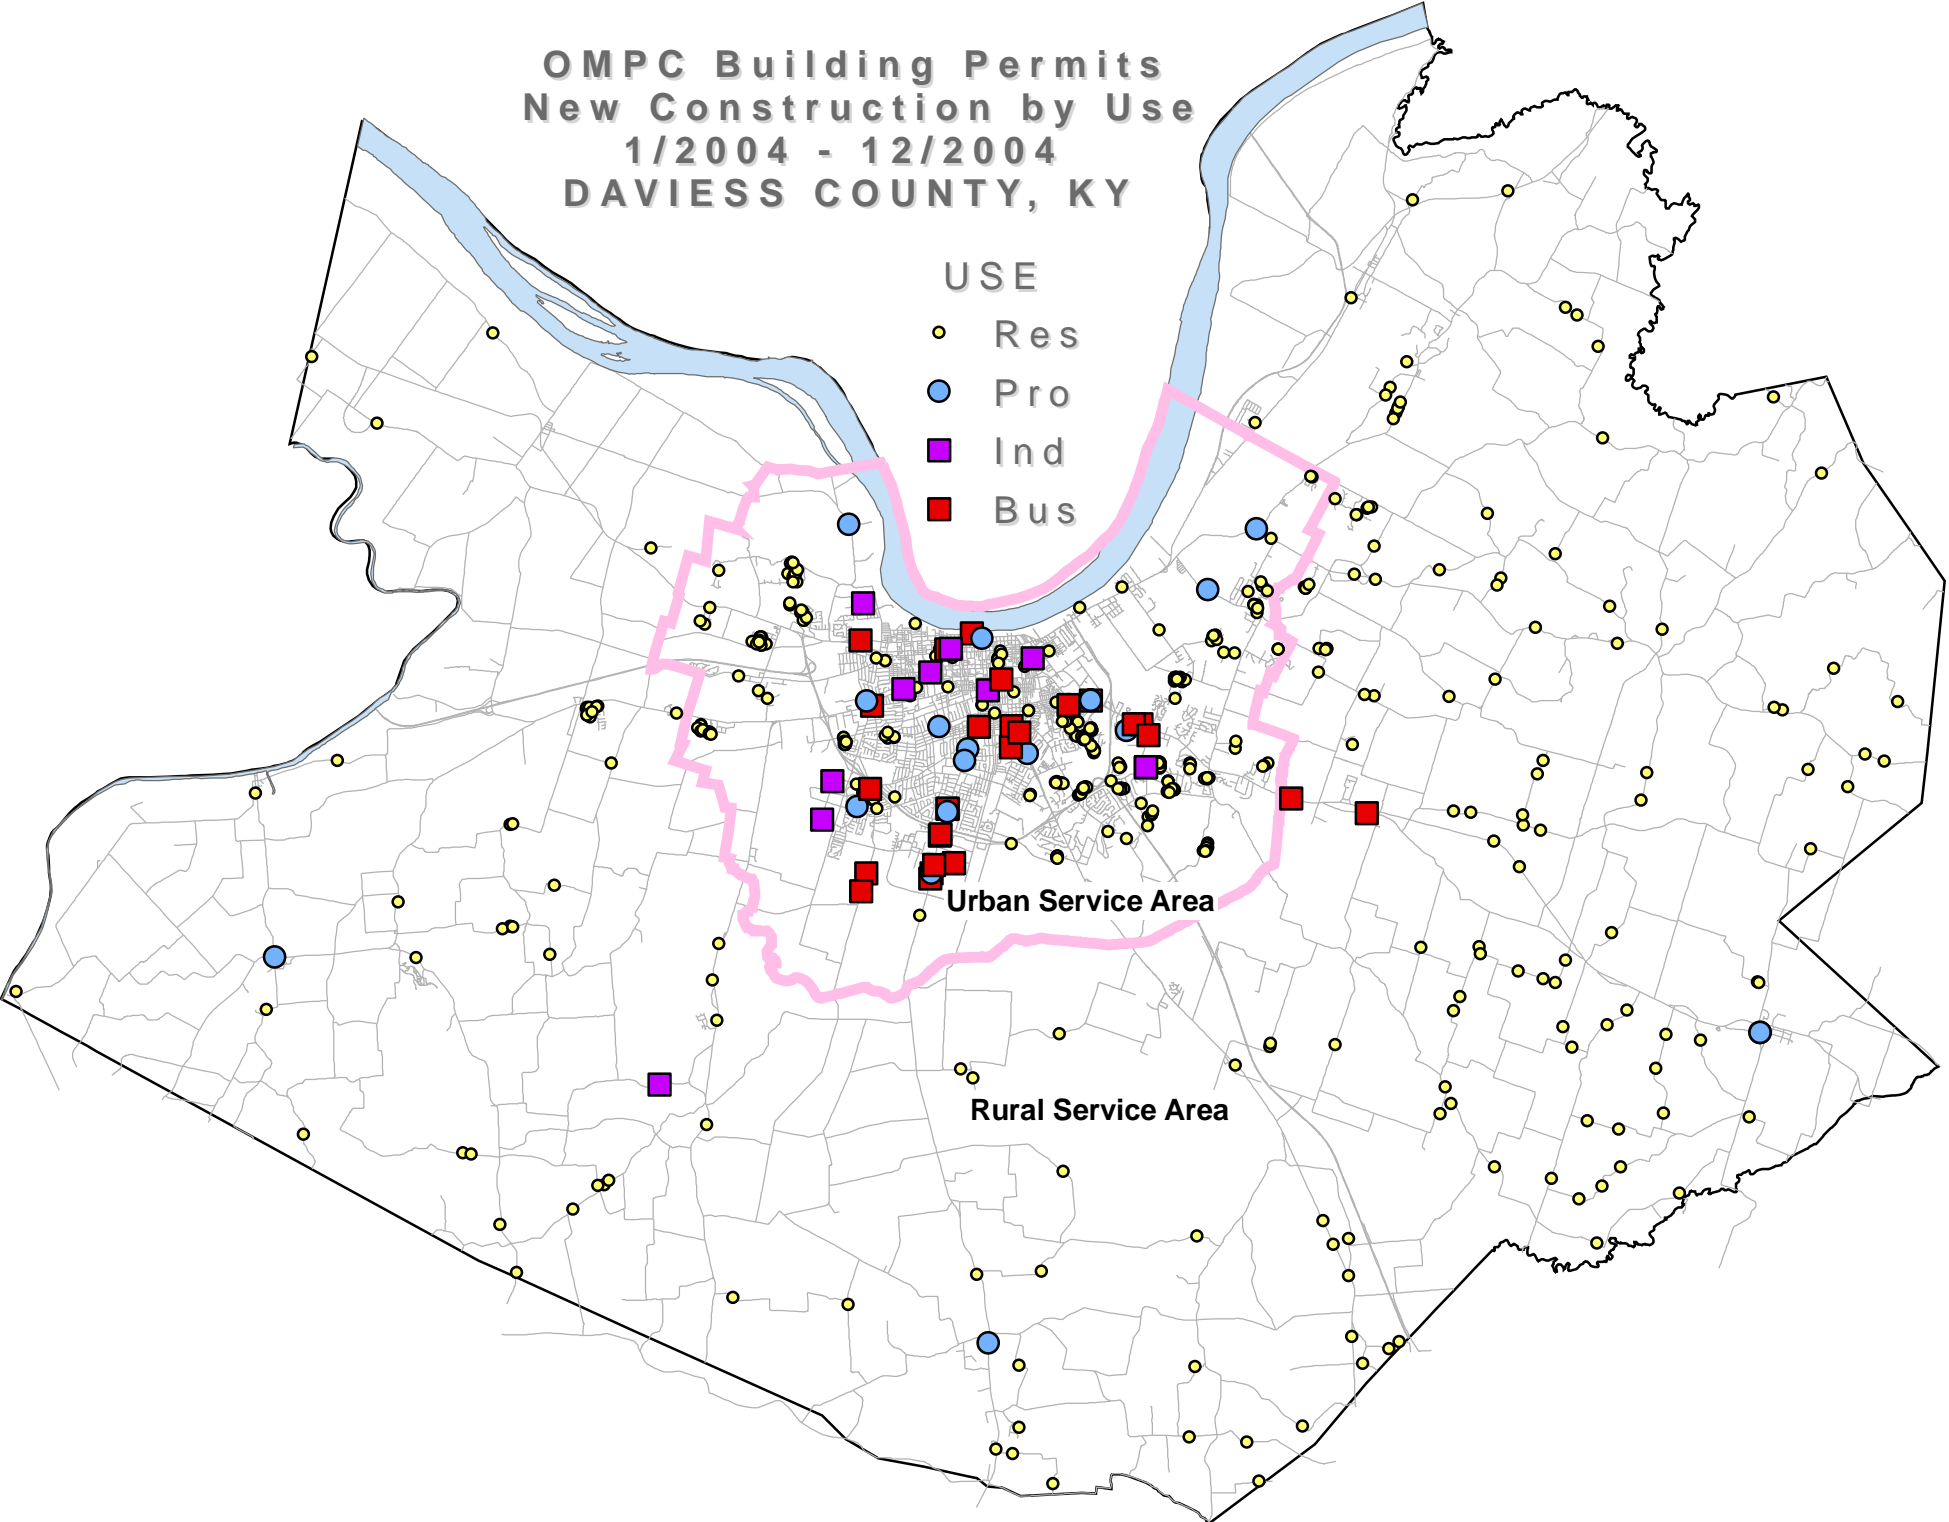 OMPC Building Permits
New Construction by Use
1/2004 - 12/2004
DAVIESS COUNTY, KY
USE
Res
Pro
Ind
Bus
Urban Service Area
Rural Service Area